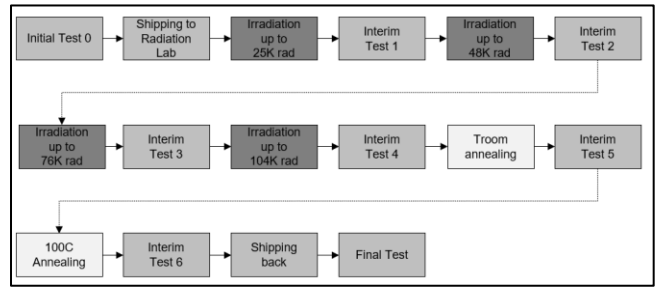 Initial Test 0
Shipping to
Radiation
Lab
Irradiation
up to
25K rad
Interim
Test 1
Irradiation
up to
48K rad
Interim
Test 2
Irradiation
up to
76K rad
Interim
Test 3
Irradiation
up to
104K rad
Interim
Test 4
Troom
annealing
Interim
Test 5
100C
Annealing
Interim
Test 6
Shipping
back
Final Test